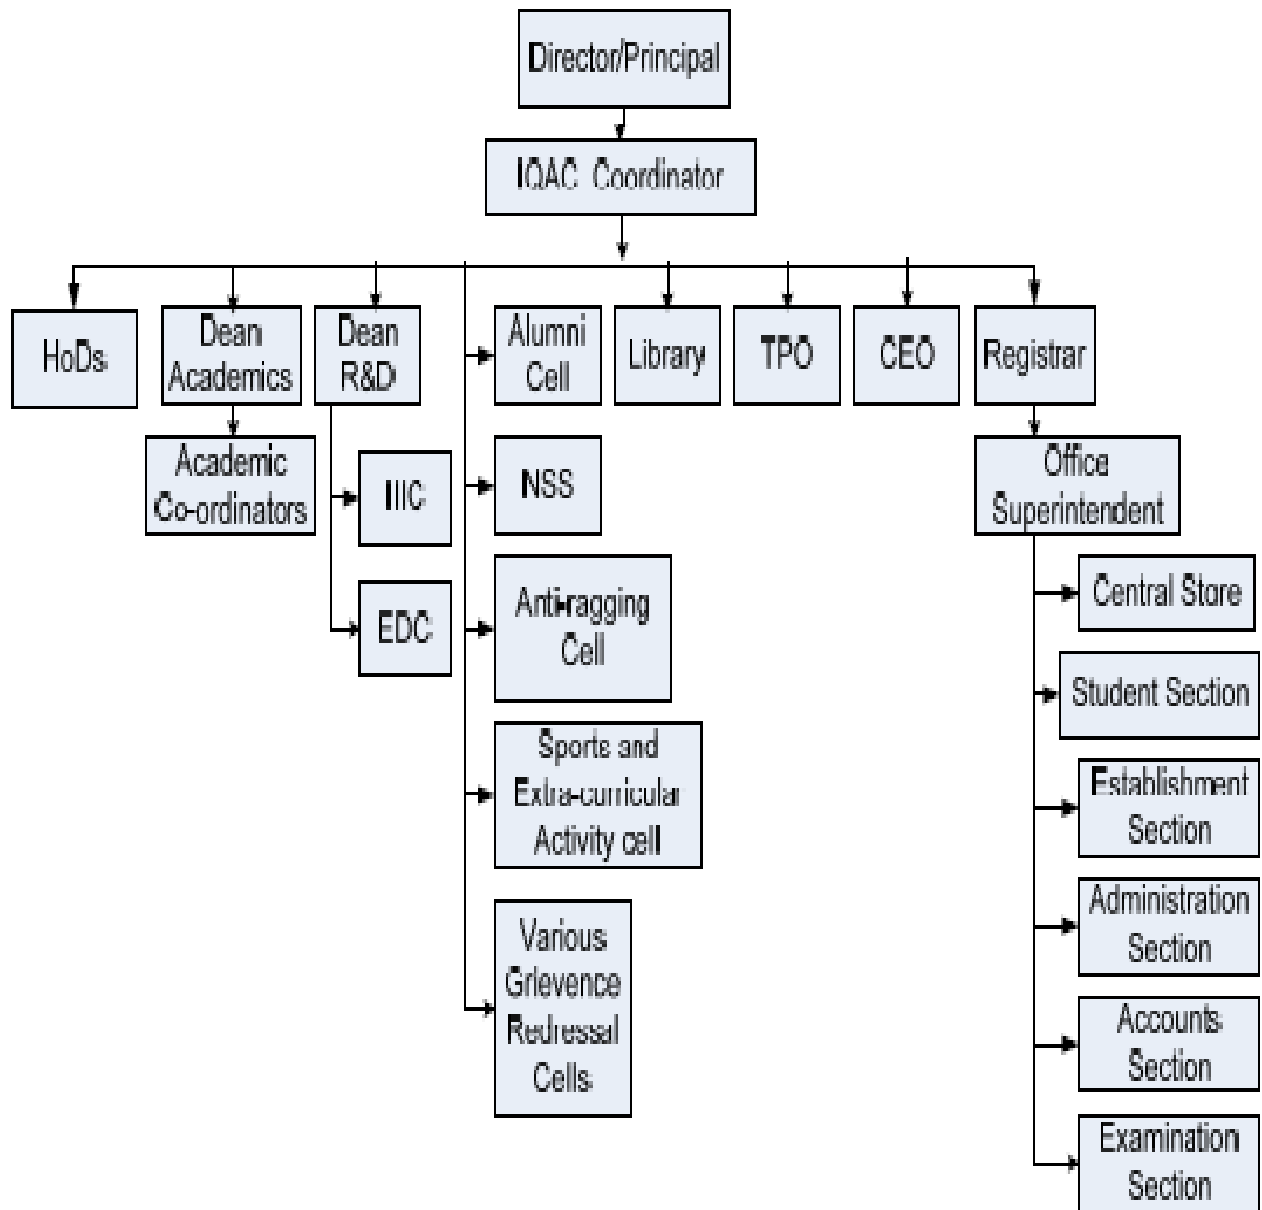 Director/Principal
IQAC Coordinator
HoDs
Dean
Academics
Dean
R&D
Alumni
Cell
Library
TPO
CEO
Registrar
Academic
Co-ordinators
IIIC
NSS
Office
Superintendent
EDC
Anti-ragging
Cell
Central Store
Student Section
Sports and
Extra-curricular
Activity cell
Establishment
Section
Various
Grievence
Redressal
Cells
Administration
Section
Accounts
Section
Examination
Section